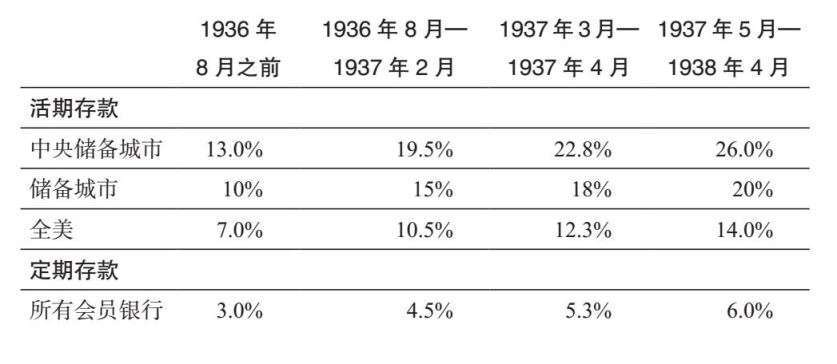 1936 年 1936 年 8 月— 1937 年 3 月— 1937 年 5 月—
8 月之前 1937 年 2 月 1937 年 4 月 1938 年 4 月
活期存款
中央储备城市 13.0% 19.5% 22.8% 26.0%
储备城市 10% 15% 18% 20%
全美 7.0% 10.5% 12.3% 14.0%
定期存款
所有会员银行 3.0% 4.5% 5.3% 6.0%